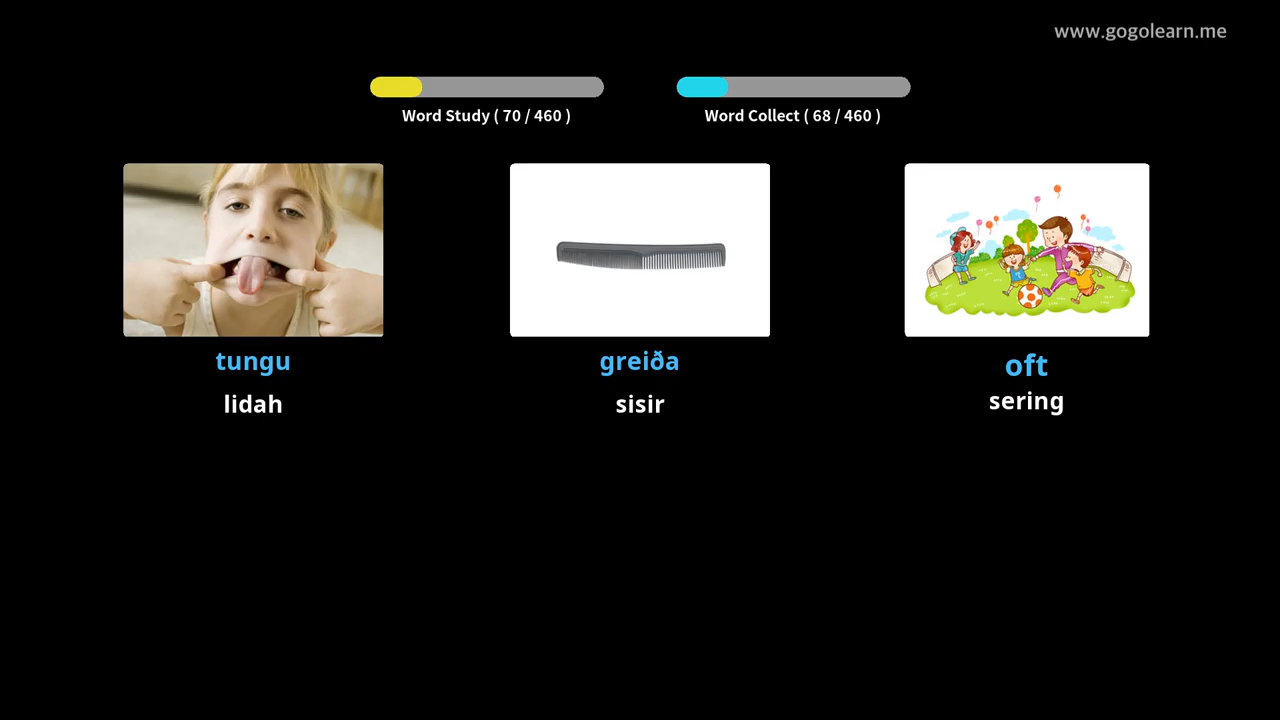 www.gogolearn.me
Word Study ( 70 / 460 )
Word Collect ( 68 / 460 )
tungu
lidah
greiða
sisir
oft
sering